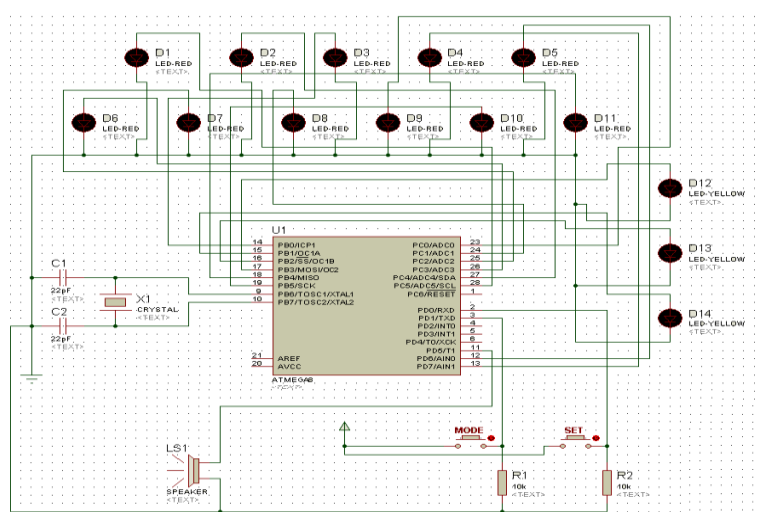 D1
LED-RED
<TEXT>
D2
LED-RED
<TEXT>
D3
LED-RED
<TEXT>
D4
LED-RED
<TEXT>
D5
LED-RED
<TEXT>
D6
LED-RED
<TEXT>
D7
LED-RED
<TEXT>
D8
LED-RED
<TEXT>
D9
LED-RED
<TEXT>
D10
LED-RED
<TEXT>
D11
LED-RED
<TEXT>
D12
LED-YELLOW
<TEXT>
D13
LED-YELLOW
<TEXT>
D14
LED-YELLOW
<TEXT>
U1
14 PB0/ICP1 PC0/ADC0 23
15 PB1/OC1A PC1/ADC1 24
16 PB2/SS/OC1B PC2/ADC2 25
17 PB3/MOSI/OC2 PC3/ADC3 26
18 PB4/MISO PC4/ADC4/SDA 27
19 PB5/SCK PC5/ADC5/SCL 28
9 PB6/TOSC1/XTAL1 PC6/RESET 1
10 PB7/TOSC2/XTAL2
PD0/RXD 2
PD1/TXD 3
PD2/INT0 4
PD3/INT1 5
PD4/T0/XCK 6
PD5/T1 11
21 AREF PD6/AIN0 12
20 AVCC PD7/AIN1 13
ATMEGA8
<TEXT>
C1
22pF
<TEXT>
X1
CRYSTAL
<TEXT>
C2
22pF
<TEXT>
LS1
SPEAKER
<TEXT>
MODE
SET
R1
10k
<TEXT>
R2
10k
<TEXT>